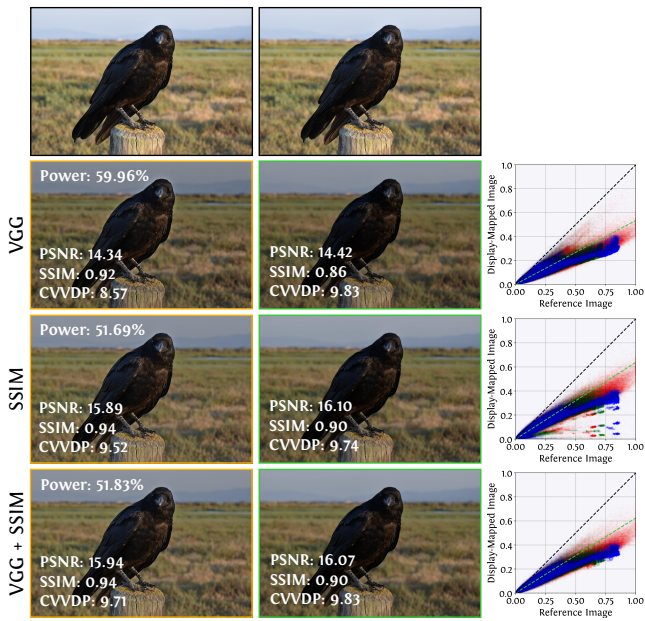 VGG
Power: 59.96%
PSNR: 14.34
SSIM: 0.92
CVVDP: 8.57
PSNR: 14.42
SSIM: 0.86
CVVDP: 9.83
Display-Mapped Image
1.0
0.8
0.6
0.4
0.2
0.0
0.00 0.25 0.50 0.75 1.00
Reference Image
SSIM
Power: 51.69%
PSNR: 15.89
SSIM: 0.94
CVVDP: 9.52
PSNR: 16.10
SSIM: 0.90
CVVDP: 9.74
Display-Mapped Image
1.0
0.8
0.6
0.4
0.2
0.0
0.00 0.25 0.50 0.75 1.00
Reference Image
VGG + SSIM
Power: 51.83%
PSNR: 15.94
SSIM: 0.94
CVVDP: 9.71
PSNR: 16.07
SSIM: 0.90
CVVDP: 9.83
Display-Mapped Image
1.0
0.8
0.6
0.4
0.2
0.0
0.00 0.25 0.50 0.75 1.00
Reference Image